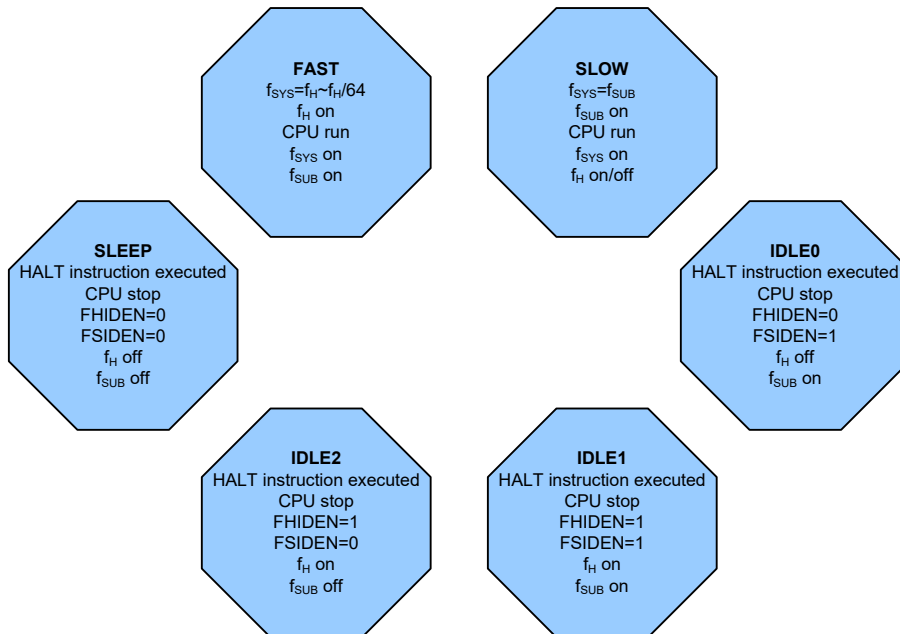 FAST
fSYS=fH~fH/64
fH on
CPU run
fSYS on
fSUB on
SLOW
fSYS=fSUB
fSUB on
CPU run
fSYS on
fH on/off
SLEEP
HALT instruction executed
CPU stop
FHIDEN=0
FSIDEN=0
fH off
fSUB off
IDLE0
HALT instruction executed
CPU stop
FHIDEN=0
FSIDEN=1
fH off
fSUB on
IDLE2
HALT instruction executed
CPU stop
FHIDEN=1
FSIDEN=0
fH on
fSUB off
IDLE1
HALT instruction executed
CPU stop
FHIDEN=1
FSIDEN=1
fH on
fSUB on